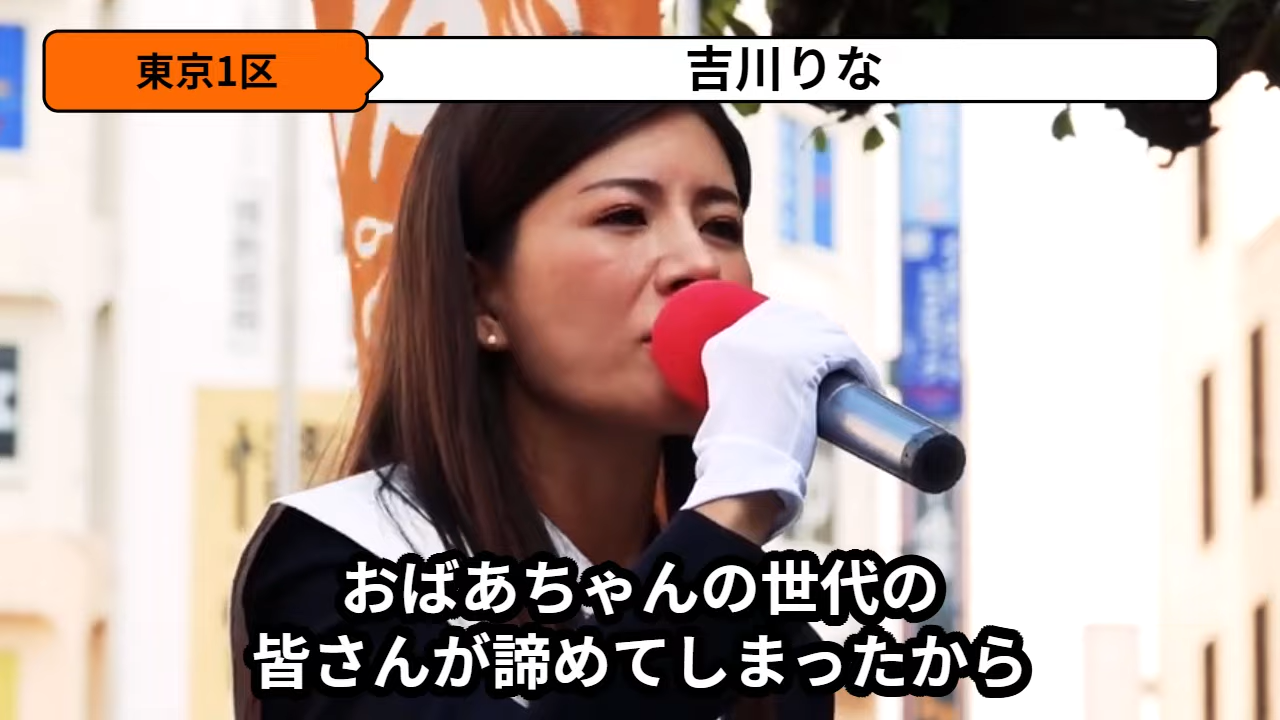 東京1区
吉川りな
おばあちゃんの世代の
皆さんが諦めてしまったから